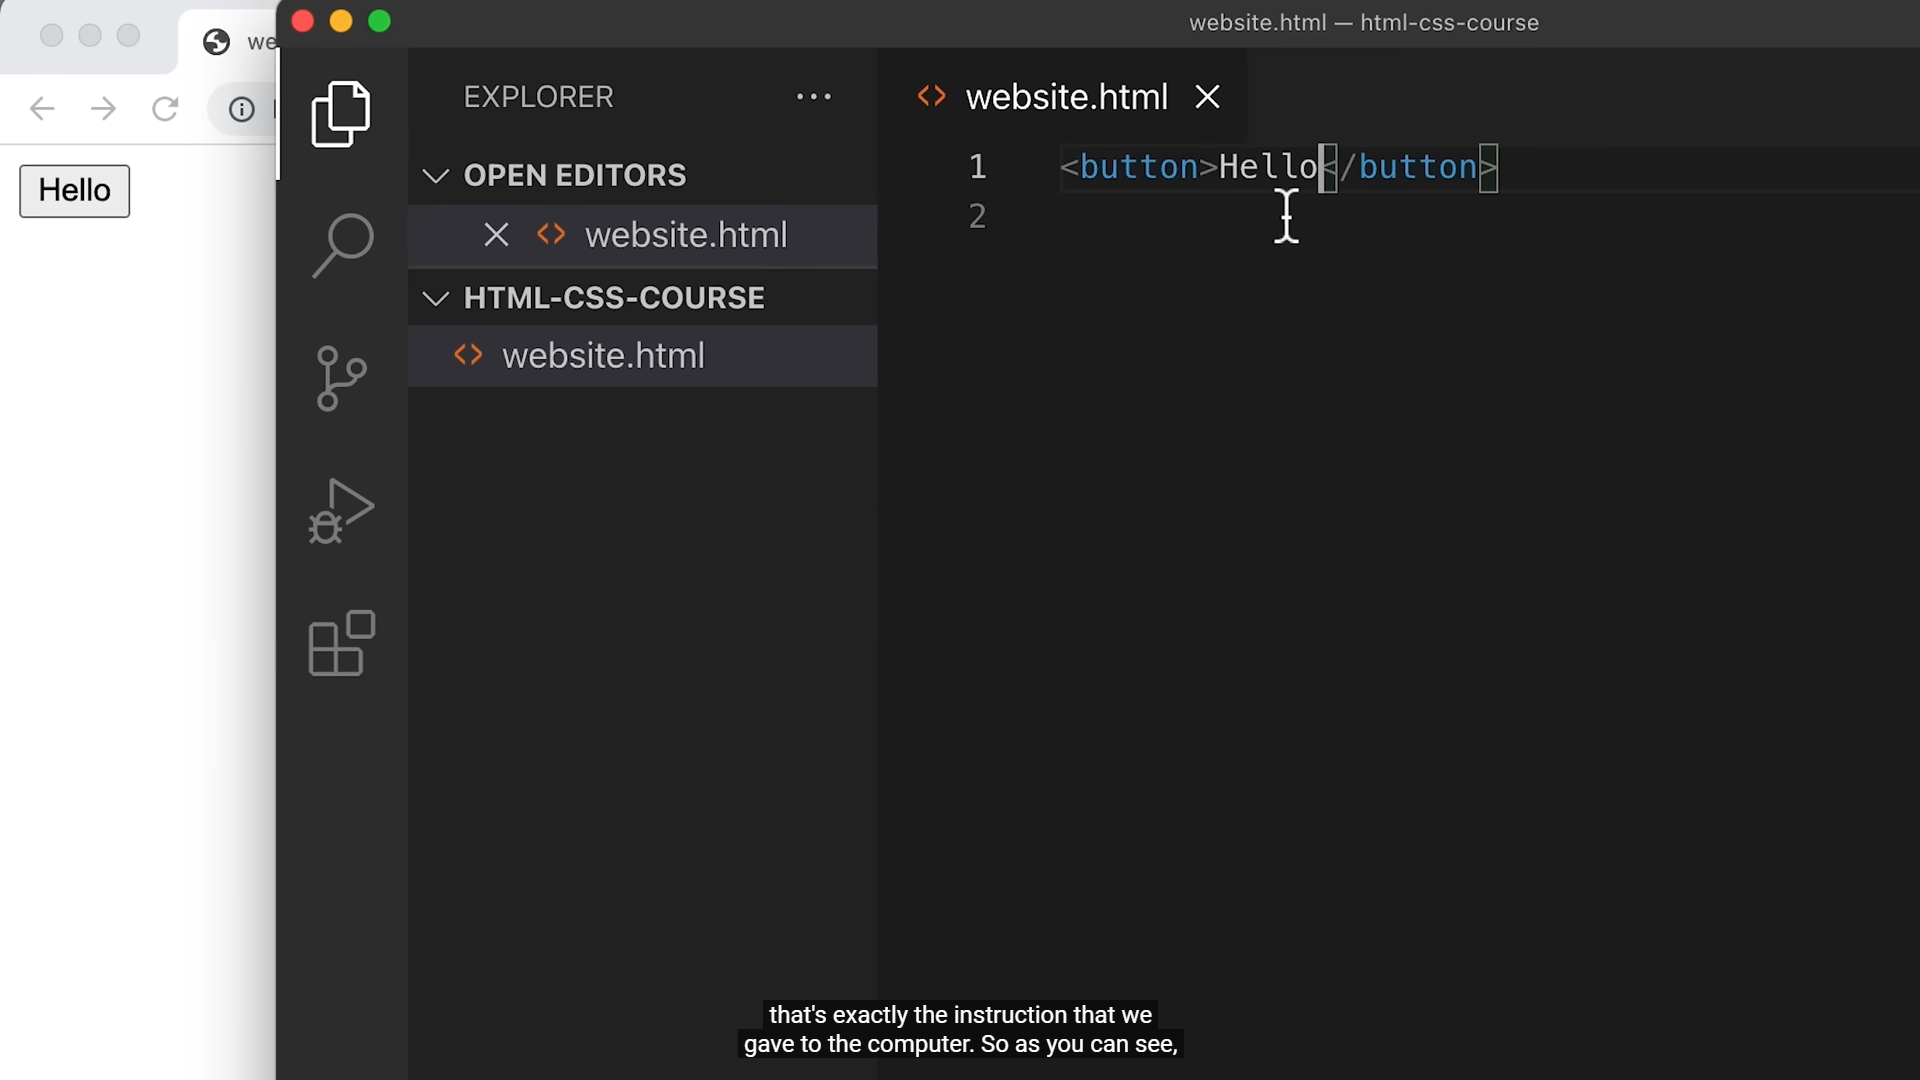 website.html — html-css-course
we
EXPLORER
website.html
OPEN EDITORS
1 <button>Hello</button>
Hello
website.html
2
HTML-CSS-COURSE
website.html
that's exactly the instruction that we
gave to the computer. So as you can see,